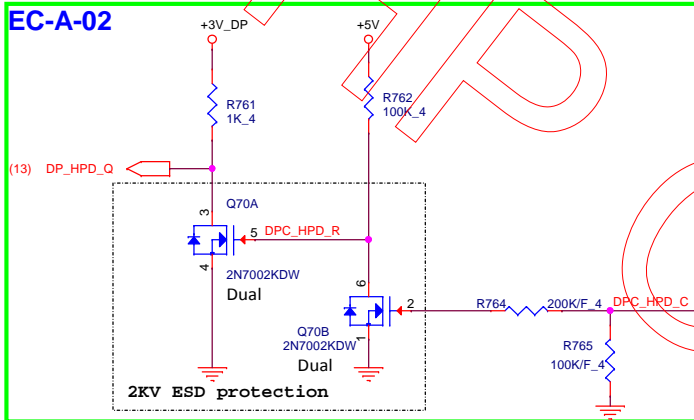 EC-A-02
+3V_DP
+5V
R761
1K_4
R762
100K_4
(13) DP_HPD_Q
Q70A
3
5 DPC_HPD_R
4
2N7002KDW
Dual
6
2
R764 200K/F_4 DPC_HPD_C
Q70B
1
2N7002KDW
Dual
R765
100K/F_4
2KV ESD protection